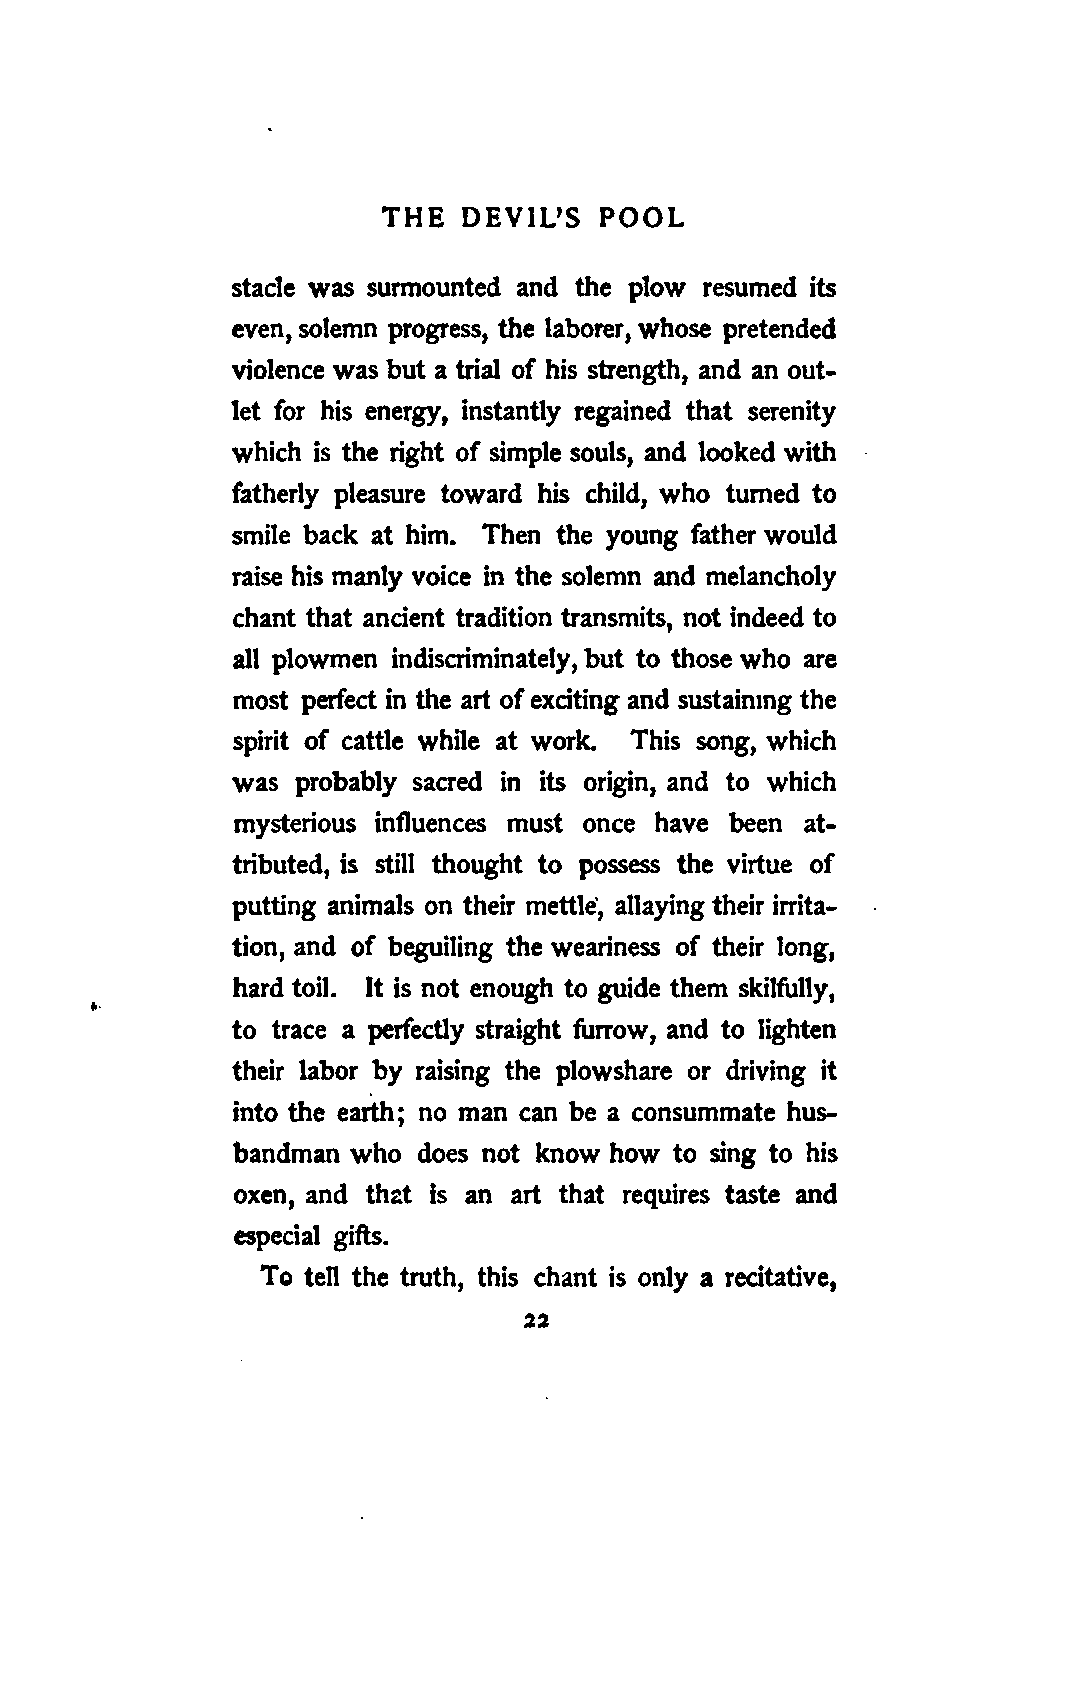 THE DEVIL'S POOL
stacle was surmounted and the plow resumed its
even, solemn progress, the laborer, whose pretended
violence was but a trial of his strength, and an out-
let for his energy, instantly regained that serenity
which is the right of simple souls, and looked with
fatherly pleasure toward his child, who turned to
smile back at him. Then the young father would
raise his manly voice in the solemn and melancholy
chant that ancient tradition transmits, not indeed to
all plowmen indiscriminately, but to those who are
most perfect in the art of exciting and sustaining the
spirit of cattle while at work. This song, which
was probably sacred in its origin, and to which
mysterious influences must once have been at-
tributed, is still thought to possess the virtue of
putting animals on their mettle, allaying their irrita-
tion, and of beguiling the weariness of their long,
hard toil. It is not enough to guide them skilfully,
to trace a perfectly straight furrow, and to lighten
their labor by raising the plowshare or driving it
into the earth; no man can be a consummate hus-
bandman who does not know how to sing to his
oxen, and that is an art that requires taste and
especial gifts.
To tell the truth, this chant is only a recitative,
22